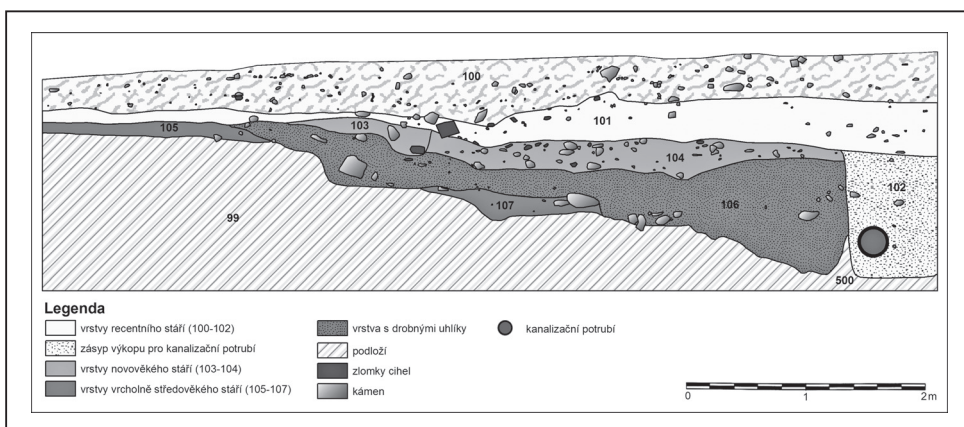 100
101
105
103
104
102
99
107
106
500
Legenda
vrstvy recentního stáří (100-102)
zásyp výkopu pro kanalizační potrubí
vrstvy novověkého stáří (103-104)
vrstvy vrcholně středověkého stáří (105-107)
vrstva s drobnými uhlíky
podloží
zlomky cihel
kámen
kanalizační potrubí
0 1 2 m